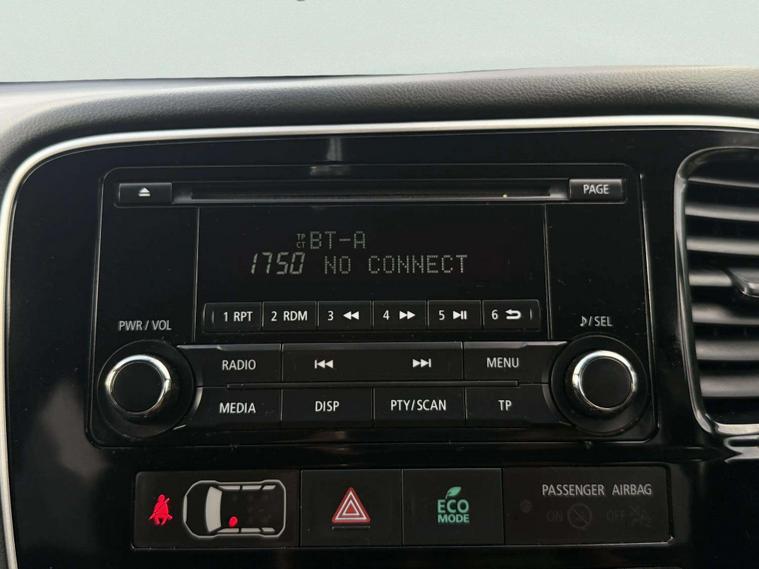 PAGE
TP
CT BT-A
1750 NO CONNECT
1 RPT 2 RDM 3 4 5 6
PWR / VOL
/ SEL
RADIO MENU
MEDIA DISP PTY/SCAN TP
ECO
MODE
PASSENGER AIRBAG
ON OFF